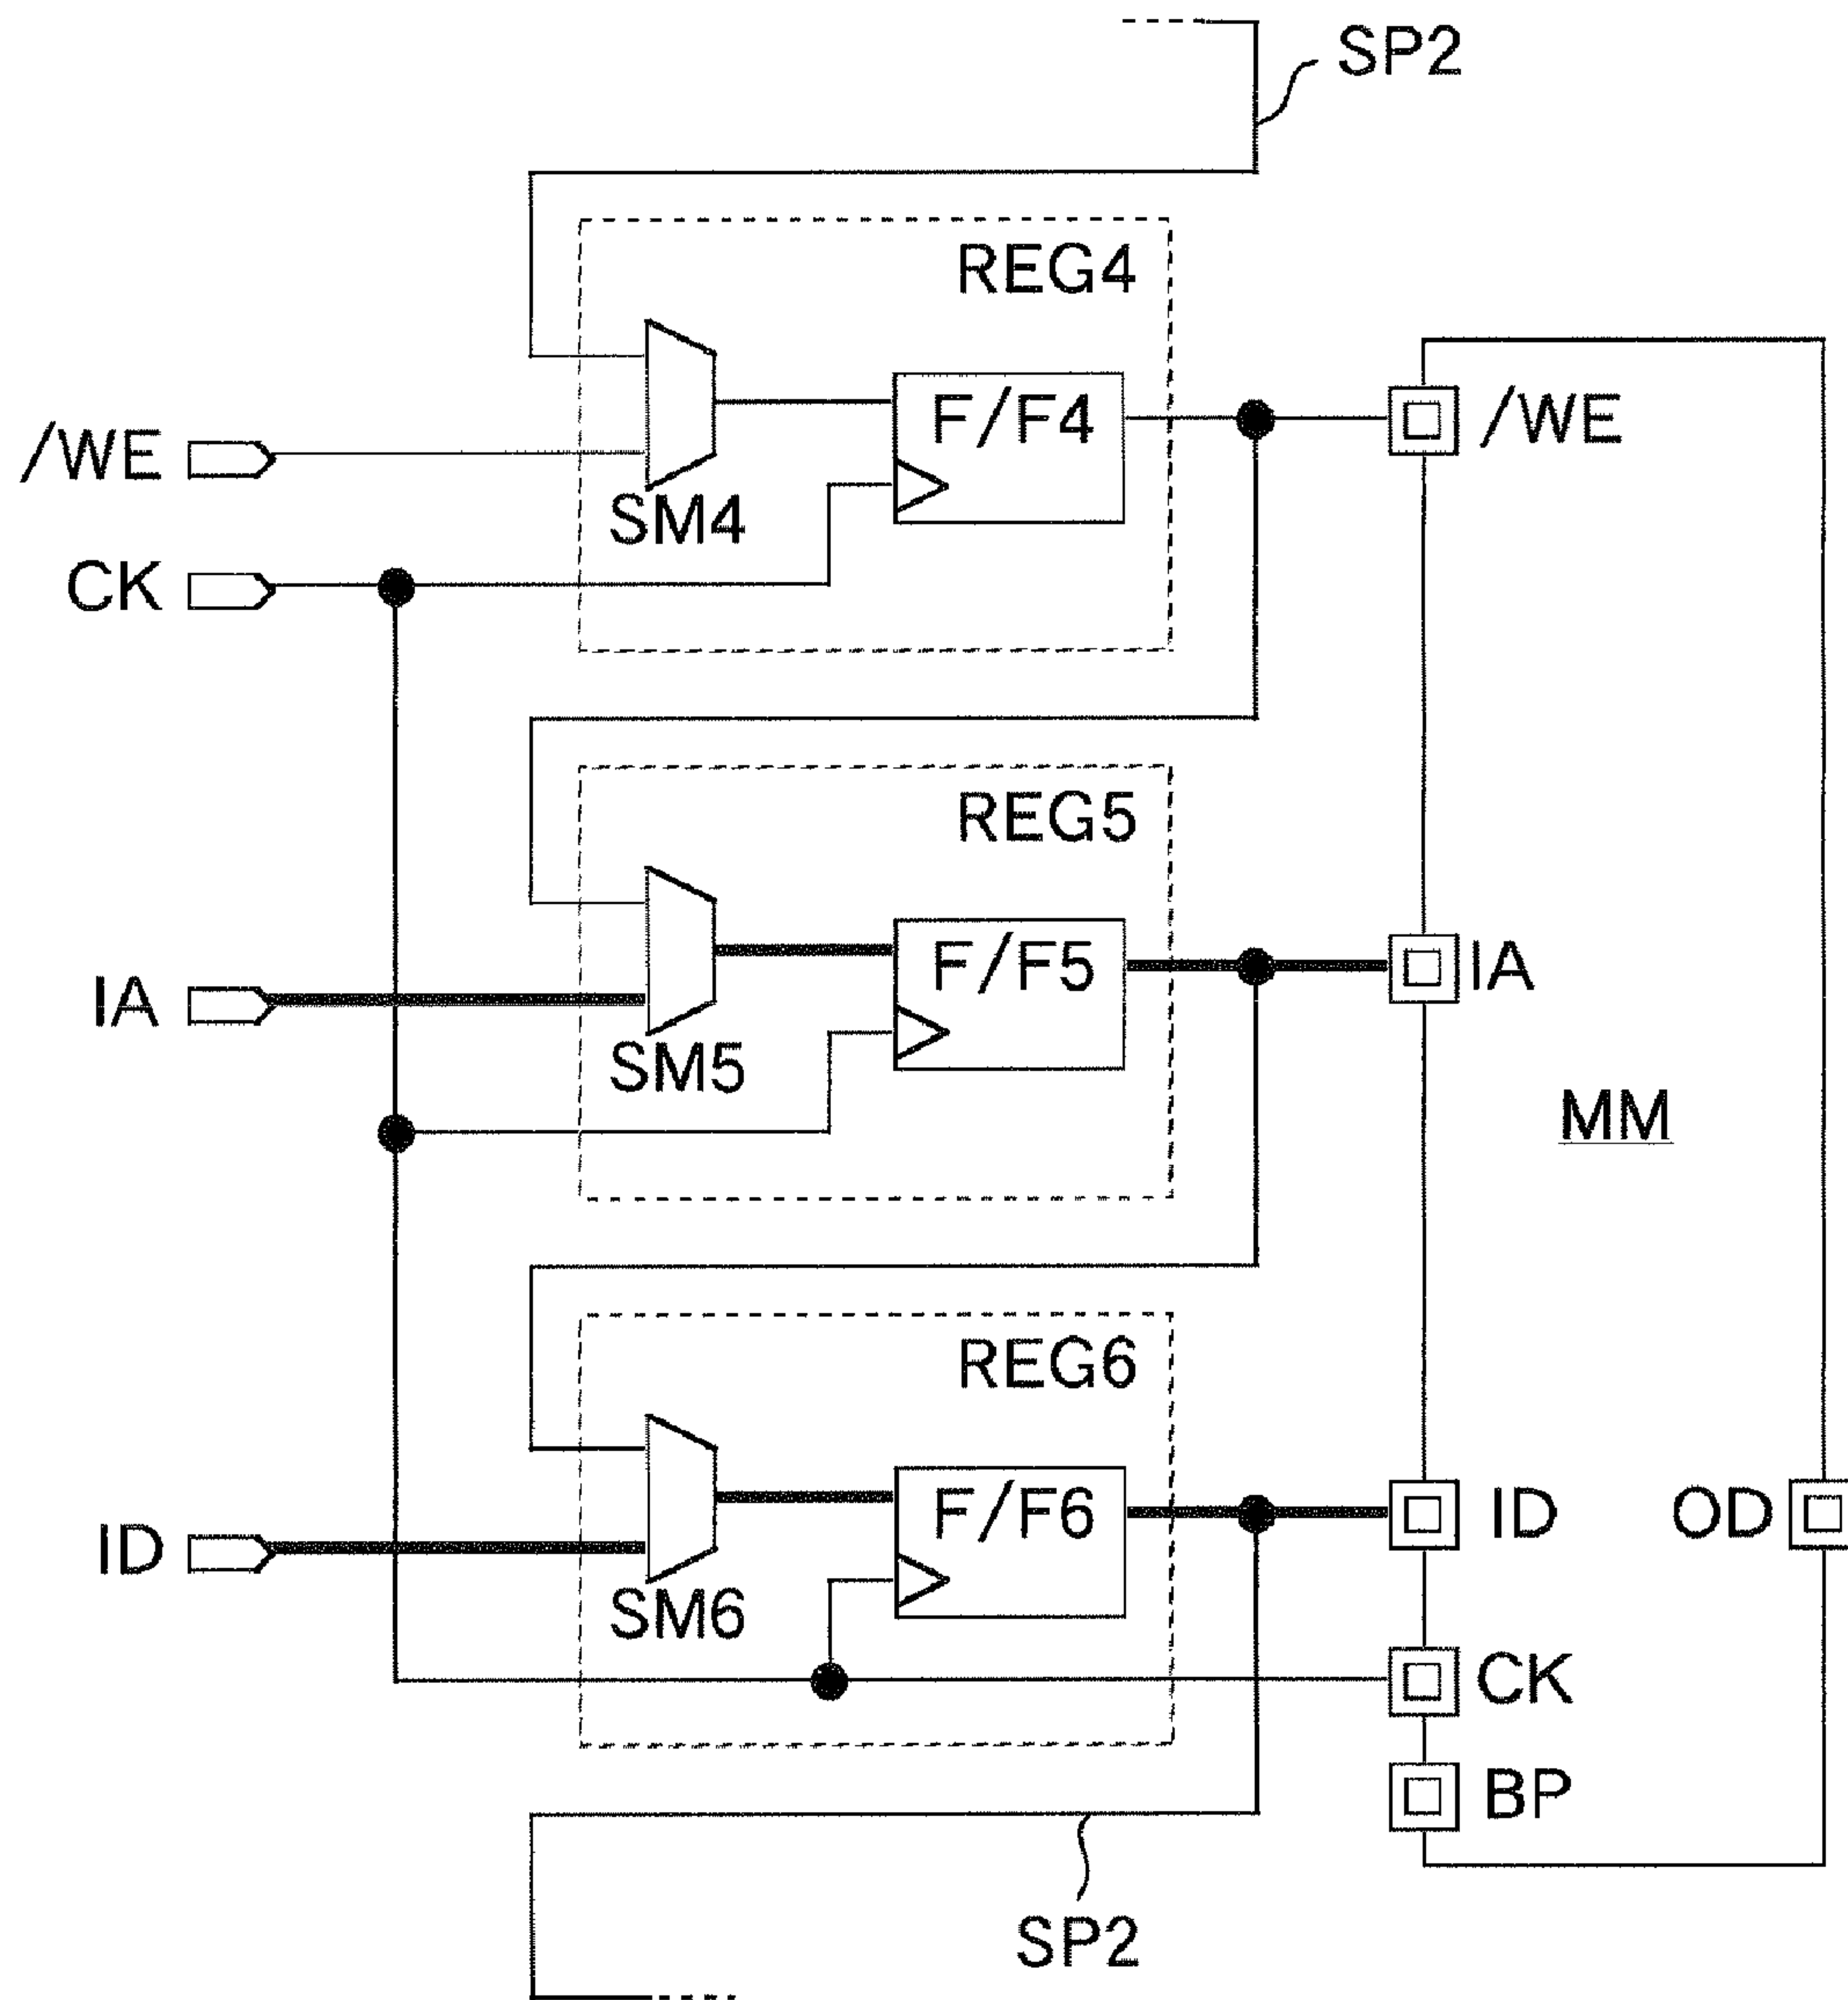 SP2
REG4
/WE
F/F4
/WE
SM4
CK
REG5
IA
F/F5
IA
SM5
MM
REG6
ID
F/F6
ID
OD
SM6
CK
BP
SP2